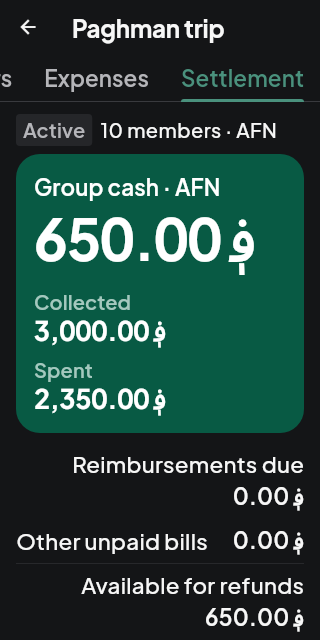 Paghman trip
rs Expenses Settlement
Active 10 members · AFN
Group cash · AFN
650.00؋
Collected
3,000.00؋
Spent
2,350.00؋
Reimbursements due
0.00؋
Other unpaid bills 0.00؋
Available for refunds
650.00؋